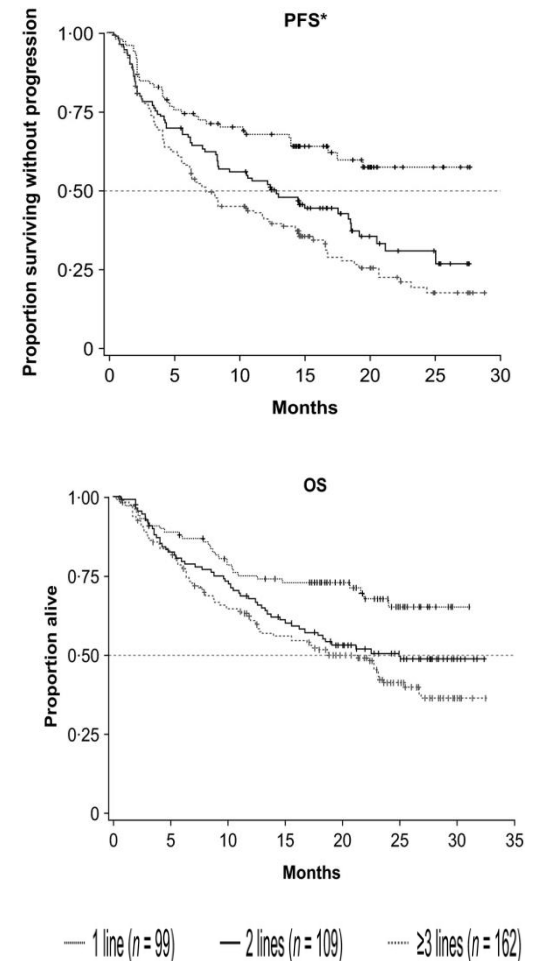 PFS*
Proportion surviving without progression
1·00
0·75
0·50
0·25
0
0 5 10 15 20 25 30
Months
OS
Proportion alive
1·00
0·75
0·50
0·25
0
0 5 10 15 20 25 30 35
Months
1 line (n = 99) 2 lines (n = 109) ≥3 lines (n = 162)